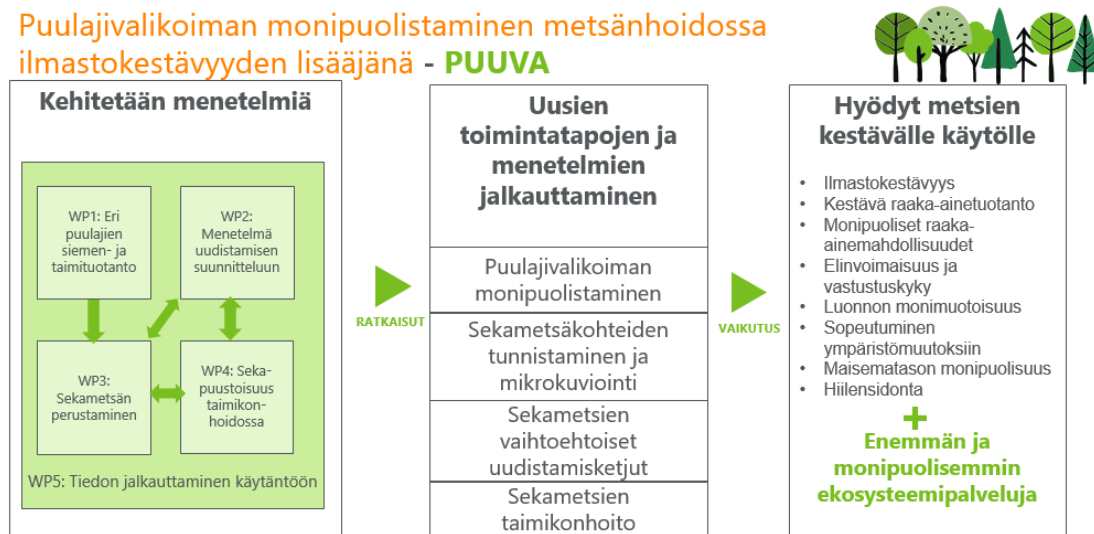 Puulajivalikoiman monipuolistaminen metsänhoidossa
ilmastokestävyyden lisääjänä - PUUVA
Kehitetään menetelmiä
WP1: Eri
puulajien
siemen- ja
taimituotanto
WP2:
Menetelmä
uudistamisen
suunnitteluun
WP3:
Sekametsän
perustaminen
WP4: Seka-
puustoisuus
taimikon-
hoidossa
WP5: Tiedon jalkauttaminen käytäntöön
RATKAISUT
Uusien
toimintatapojen ja
menetelmien
jalkauttaminen
Puulajivalikoiman
monipuolistaminen
Sekametsäkohteiden
tunnistaminen ja
mikrokuviointi
Sekametsien
vaihtoehtoiset
uudistamisketjut
Sekametsien
taimikonhoito
VAIKUTUS
Hyödyt metsien
kestävälle käytölle
• Ilmastokestävyys
• Kestävä raaka-ainetuotanto
• Monipuoliset raaka-
ainemahdollisuudet
• Elinvoimaisuus ja
vastustuskyky
• Luonnon monimuotoisuus
• Sopeutuminen
ympäristömuutoksiin
• Maisematason monipuolisuus
• Hiilensidonta
+
Enemmän ja
monipuolisemmin
ekosysteemipalveluja